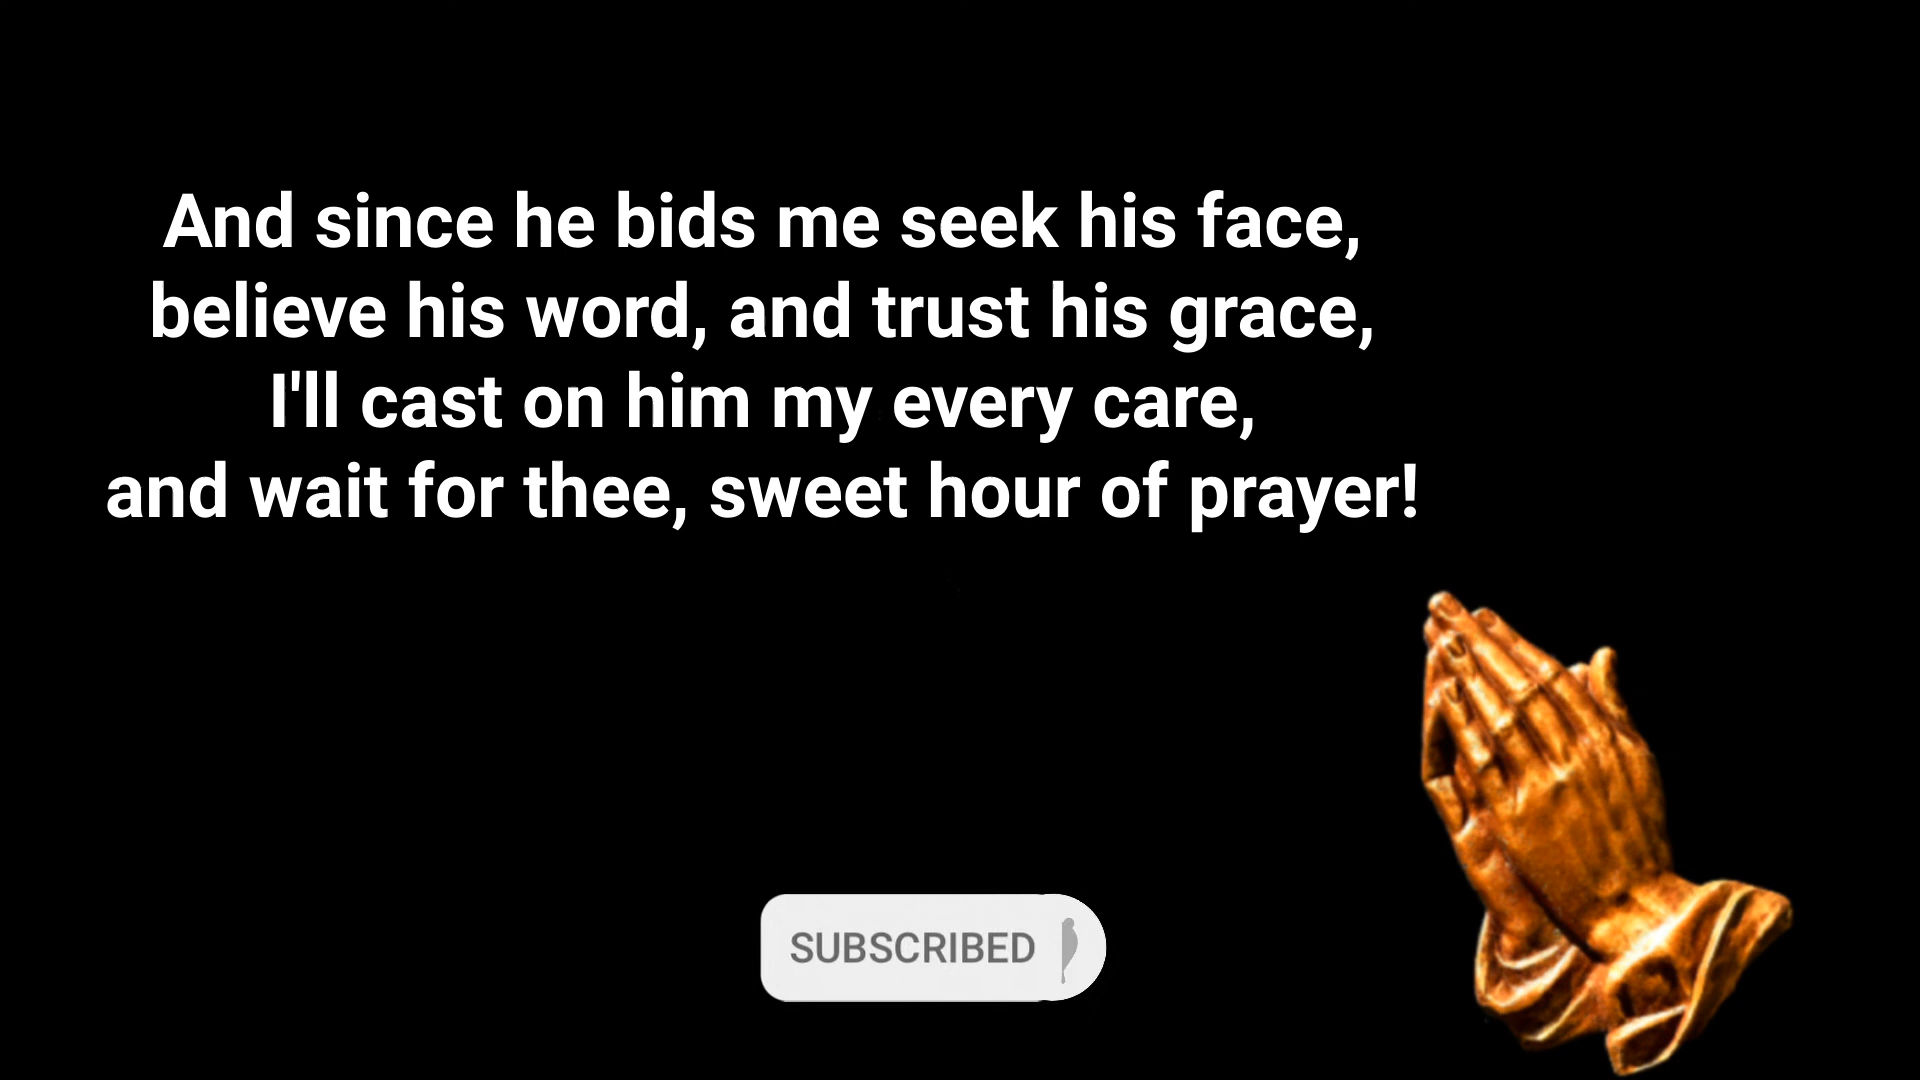 And since he bids me seek his face,
believe his word, and trust his grace,
I'll cast on him my every care,
and wait for thee, sweet hour of prayer!
SUBSCRIBED